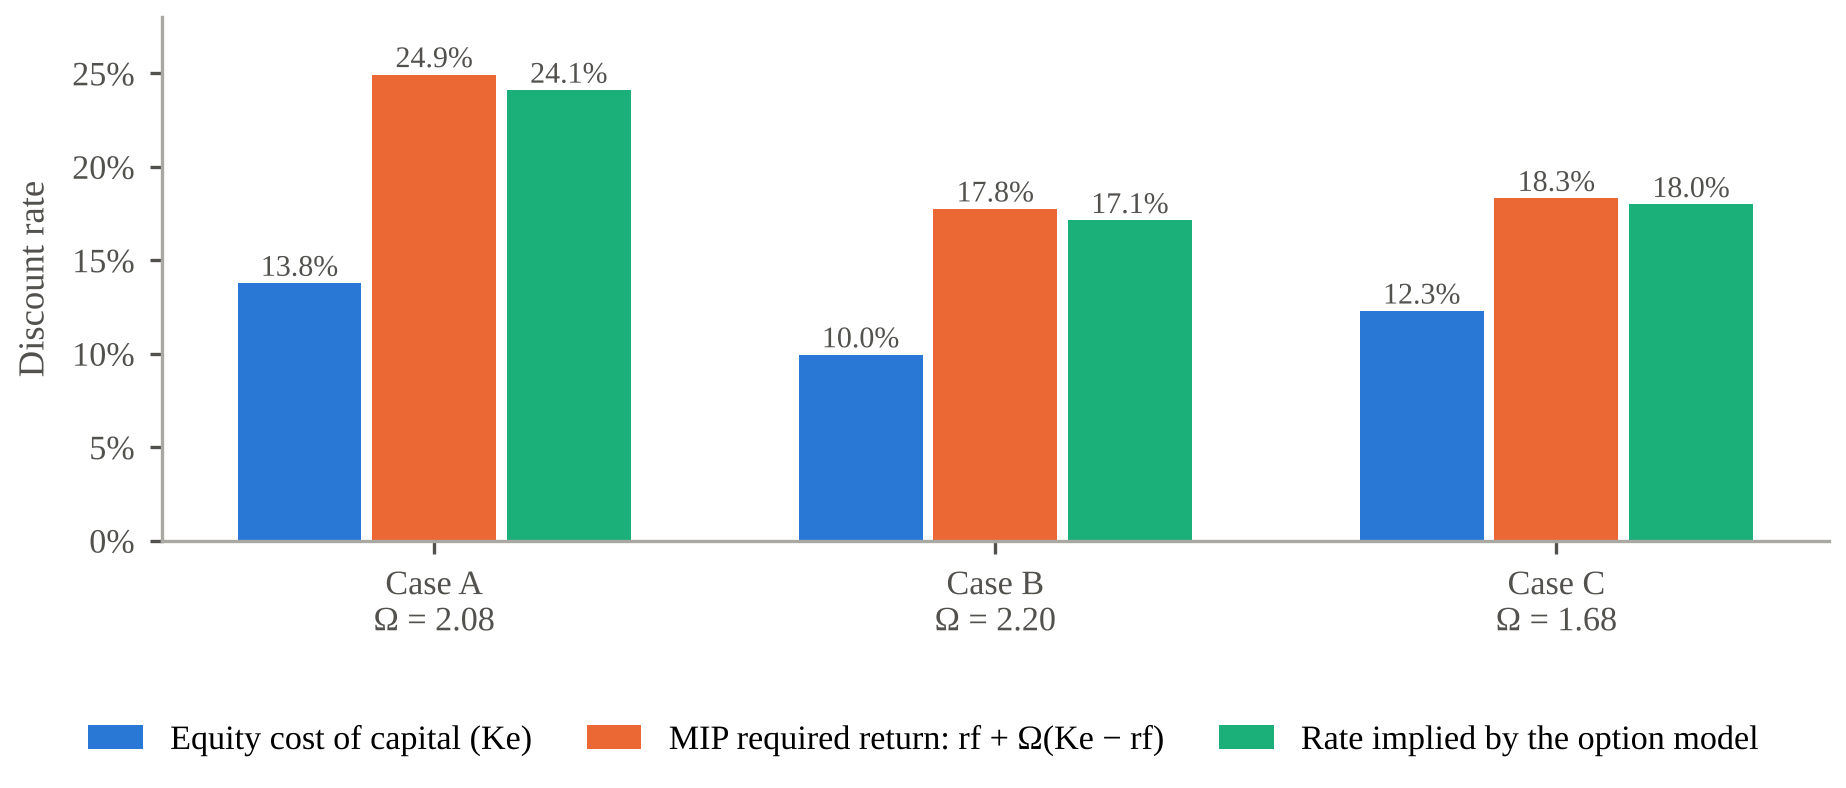 Discount rate
25%
20%
15%
10%
5%
0%
13.8%
24.9%
24.1%
10.0%
17.8%
17.1%
12.3%
18.3%
18.0%
Case A
Ω = 2.08
Case B
Ω = 2.20
Case C
Ω = 1.68
Equity cost of capital (Ke)
MIP required return: rf + Ω(Ke − rf)
Rate implied by the option model